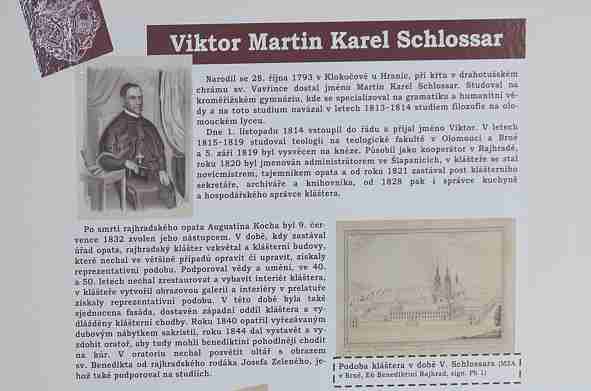 Viktor Martin Karel Schlossar
Narodil se 28. října 1793 v Klokočově u Hranic, při křtu v drahotušském
chrámu sv. Vavřince dostal jméno Martin Karel Schlossar. Studoval na
kroměřížském gymnáziu, kde se specializoval na gramatiku a humanitní vě-
dy a na toto studium navázal v letech 1813-1814 studiem filozofie na olo-
mouckém lyceu.
Dne 1. listopadu 1814 vstoupil do řádu a přijal jméno Viktor. V letech
1815-1819 studoval teologii na teologické fakultě v Olomouci a Brně
a 5. září 1819 byl vysvěcen na kněze. Působil jako kooperátor v Rajhradě,
roku 1820 byl jmenován administrátorem ve Šlapanicích, v klášteře se stal
novicmistrem, tajemníkem opata a od roku 1821 zastával post klášterního
sekretáře, archiváře a knihovníka, od 1828 pak i správce kuchyně
a hospodářského správce kláštera.
Po smrti rajhradského opata Augustina Kocha byl 9. čer-
vence 1832 zvolen jeho nástupcem. V době, kdy zastával
úřad opata, rajhradský klášter vzkvétal a klášterní budovy,
které nechal ve většině případů opravit či upravit, získaly
reprezentativní podobu. Podporoval vědy a umění, ve 40.
a 50. letech nechal zrestaurovat a vybavit interiér kláštera,
v klášteře vytvořil obrazovou galerii a interiéry v prelatuře
získaly reprezentativní podobu. V této době byla také
sjednocena fasáda, dostavěn západní oddíl kláštera a vy-
dlážděny klášterní chodby. Roku 1840 opatřil vyřezávaným
dubovým nábytkem sakristii, roku 1844 dal vystavět a vy-
zdobit oratoř, aby tudy mohli benediktini pohodlněji chodit
na kůr. V oratoriu nechal posvětit oltář s obrazem
sv. Benedikta od rajhradského rodáka Josefa Zeleného, je-
hož také podporoval na studiích.
Podoba kláštera v době V. Schlossara (MZA
v Brně, E6 Benediktini Rajhrad, sign. Ph 1)